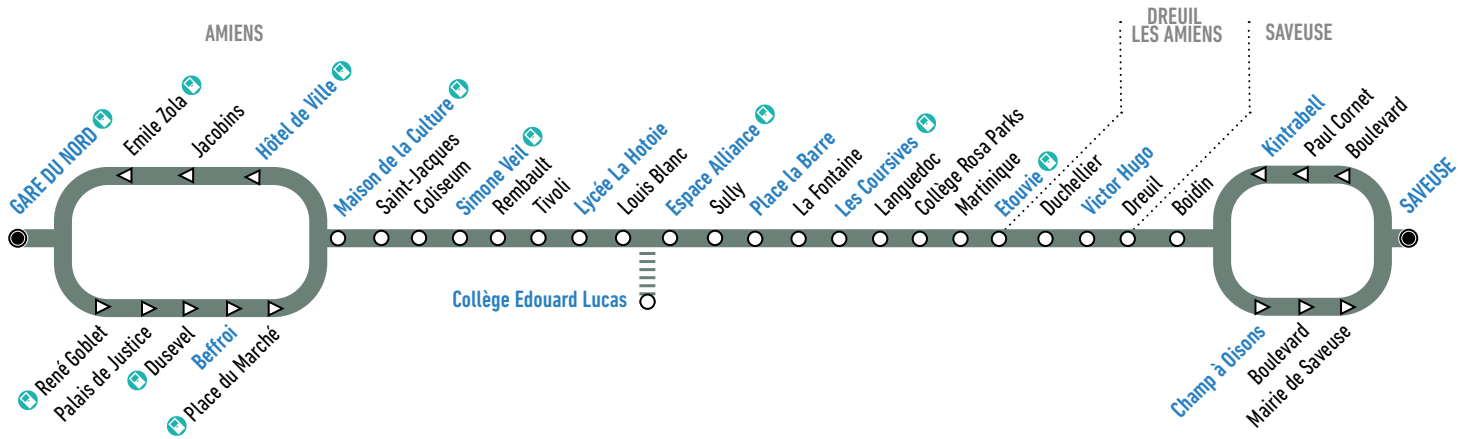 AMIENS
DREUIL
LES AMIENS
SAVEUSE
GARE DU NORD
Emile Zola
Jacobins
Hôtel de Ville
Maison de la Culture
Saint-Jacques
Coliseum
Simone Veil
Rembault
Tivoli
Lycée La Hotoie
Louis Blanc
Espace Alliance
Sully
Place la Barre
La Fontaine
Les Coursives
Languedoc
Collège Rosa Parks
Martinique
Etouvie
Duchellier
Victor Hugo
Dreuil
Boidin
Kintrabell
Paul Cornet
Boulevard
SAVEUSE
Collège Edouard Lucas
René Goblet
Palais de Justice
Dusevel
Beffroi
Place du Marché
Champ à Oisons
Boulevard
Mairie de Saveuse